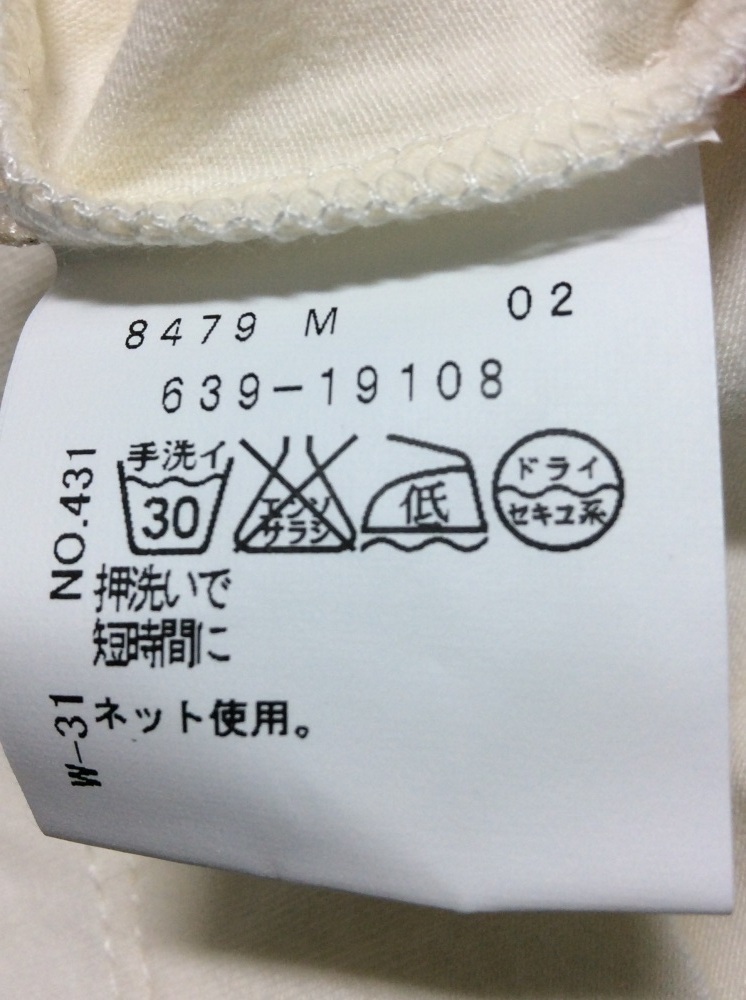 8479 M 02
639-19108
手洗イ
30
エンソ
サラシ
低
ドライ
セキユ系
押洗いで
短時間に
ネット使用。
NO.431
W-31